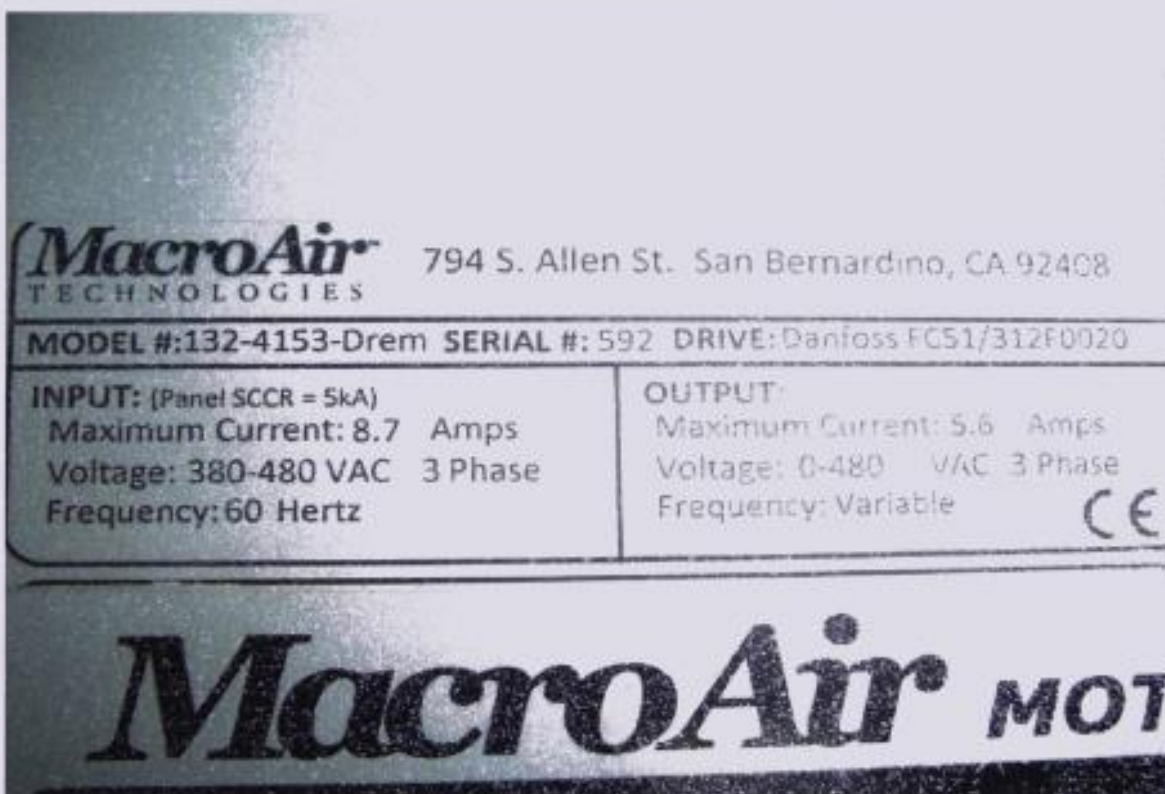 MacroAir™ 794 S. Allen St. San Bernardino, CA 92408
TECHNOLOGIES
MODEL #:132-4153-Drem SERIAL #: 592 DRIVE: Danfoss FC51/312F0020
INPUT: (Panel SCCR = 5kA)
Maximum Current: 8.7 Amps
Voltage: 380-480 VAC 3 Phase
Frequency: 60 Hertz
OUTPUT:
Maximum Current: 5.6 Amps
Voltage: 0-480 VAC 3 Phase
Frequency: Variable
CE
MacroAir MOT